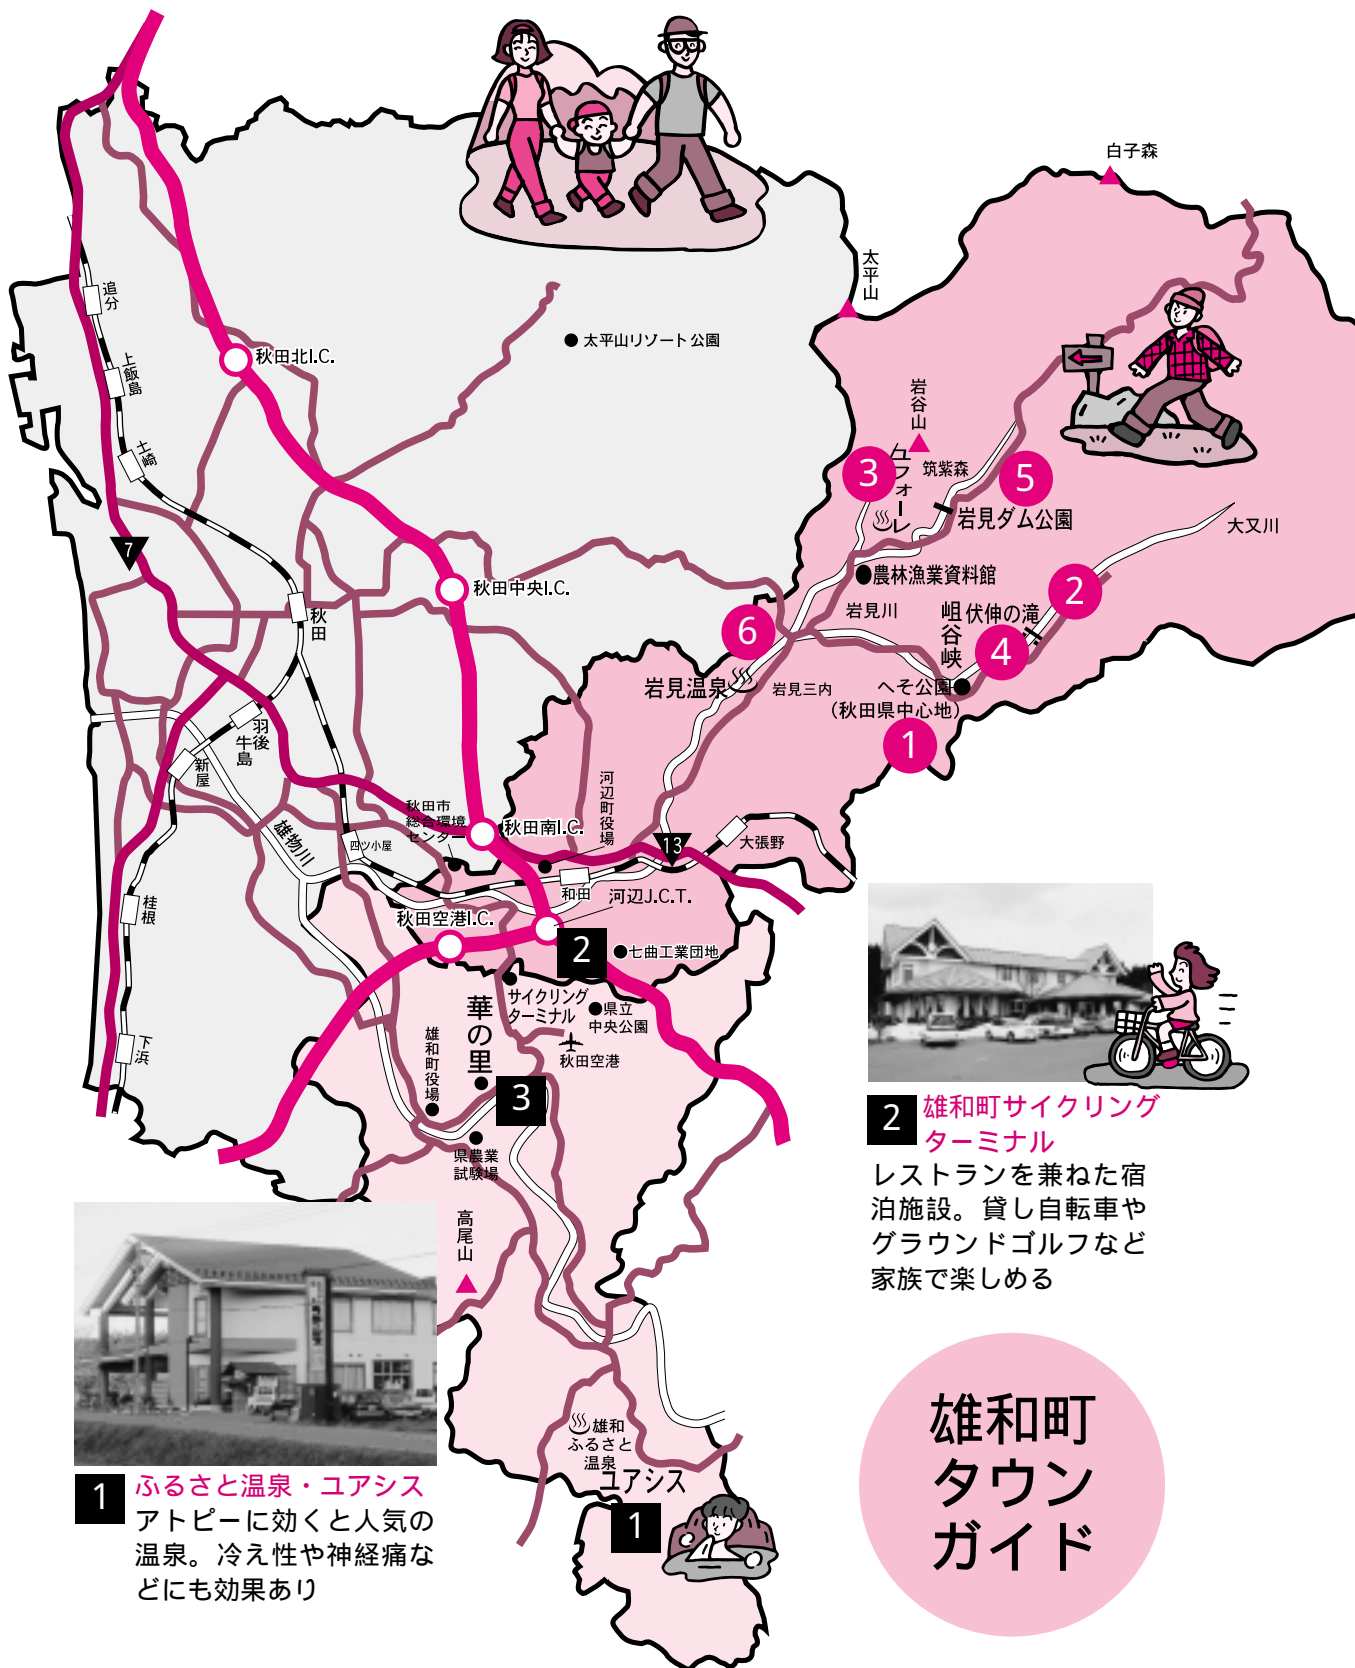 白子森
太平山
追分
太平山リゾート公園
秋田北I.C.
上飯島
岩谷山
土崎
ユフォーレ
筑紫森
3
5
岩見ダム公園
大又川
7
秋田中央I.C.
農林漁業資料館
秋田
岩見川
岨谷峡
伏伸の滝
2
6
4
岩見温泉
岩見三内
へそ公園
(秋田県中心地)
1
羽後
牛島
新屋
河辺町役場
秋田市
総合環境
センター
秋田南I.C.
雄物川
四ツ小屋
13
大張野
和田
河辺J.C.T.
桂根
秋田空港I.C.
2
七曲工業団地
サイクリング
ターミナル
県立
中央公園
華の里
秋田空港
雄和町役場
下浜
3
県農業
試験場
高尾山
2
雄和町サイクリング
ターミナル
レストランを兼ねた宿
泊施設。貸し自転車や
グラウンドゴルフなど
家族で楽しめる
雄和
ふるさと
温泉
ユアシス
1
1
ふるさと温泉・ユアシス
アトピーに効くと人気の
温泉。冷え性や神経痛な
どにも効果あり
雄和町
タウン
ガイド